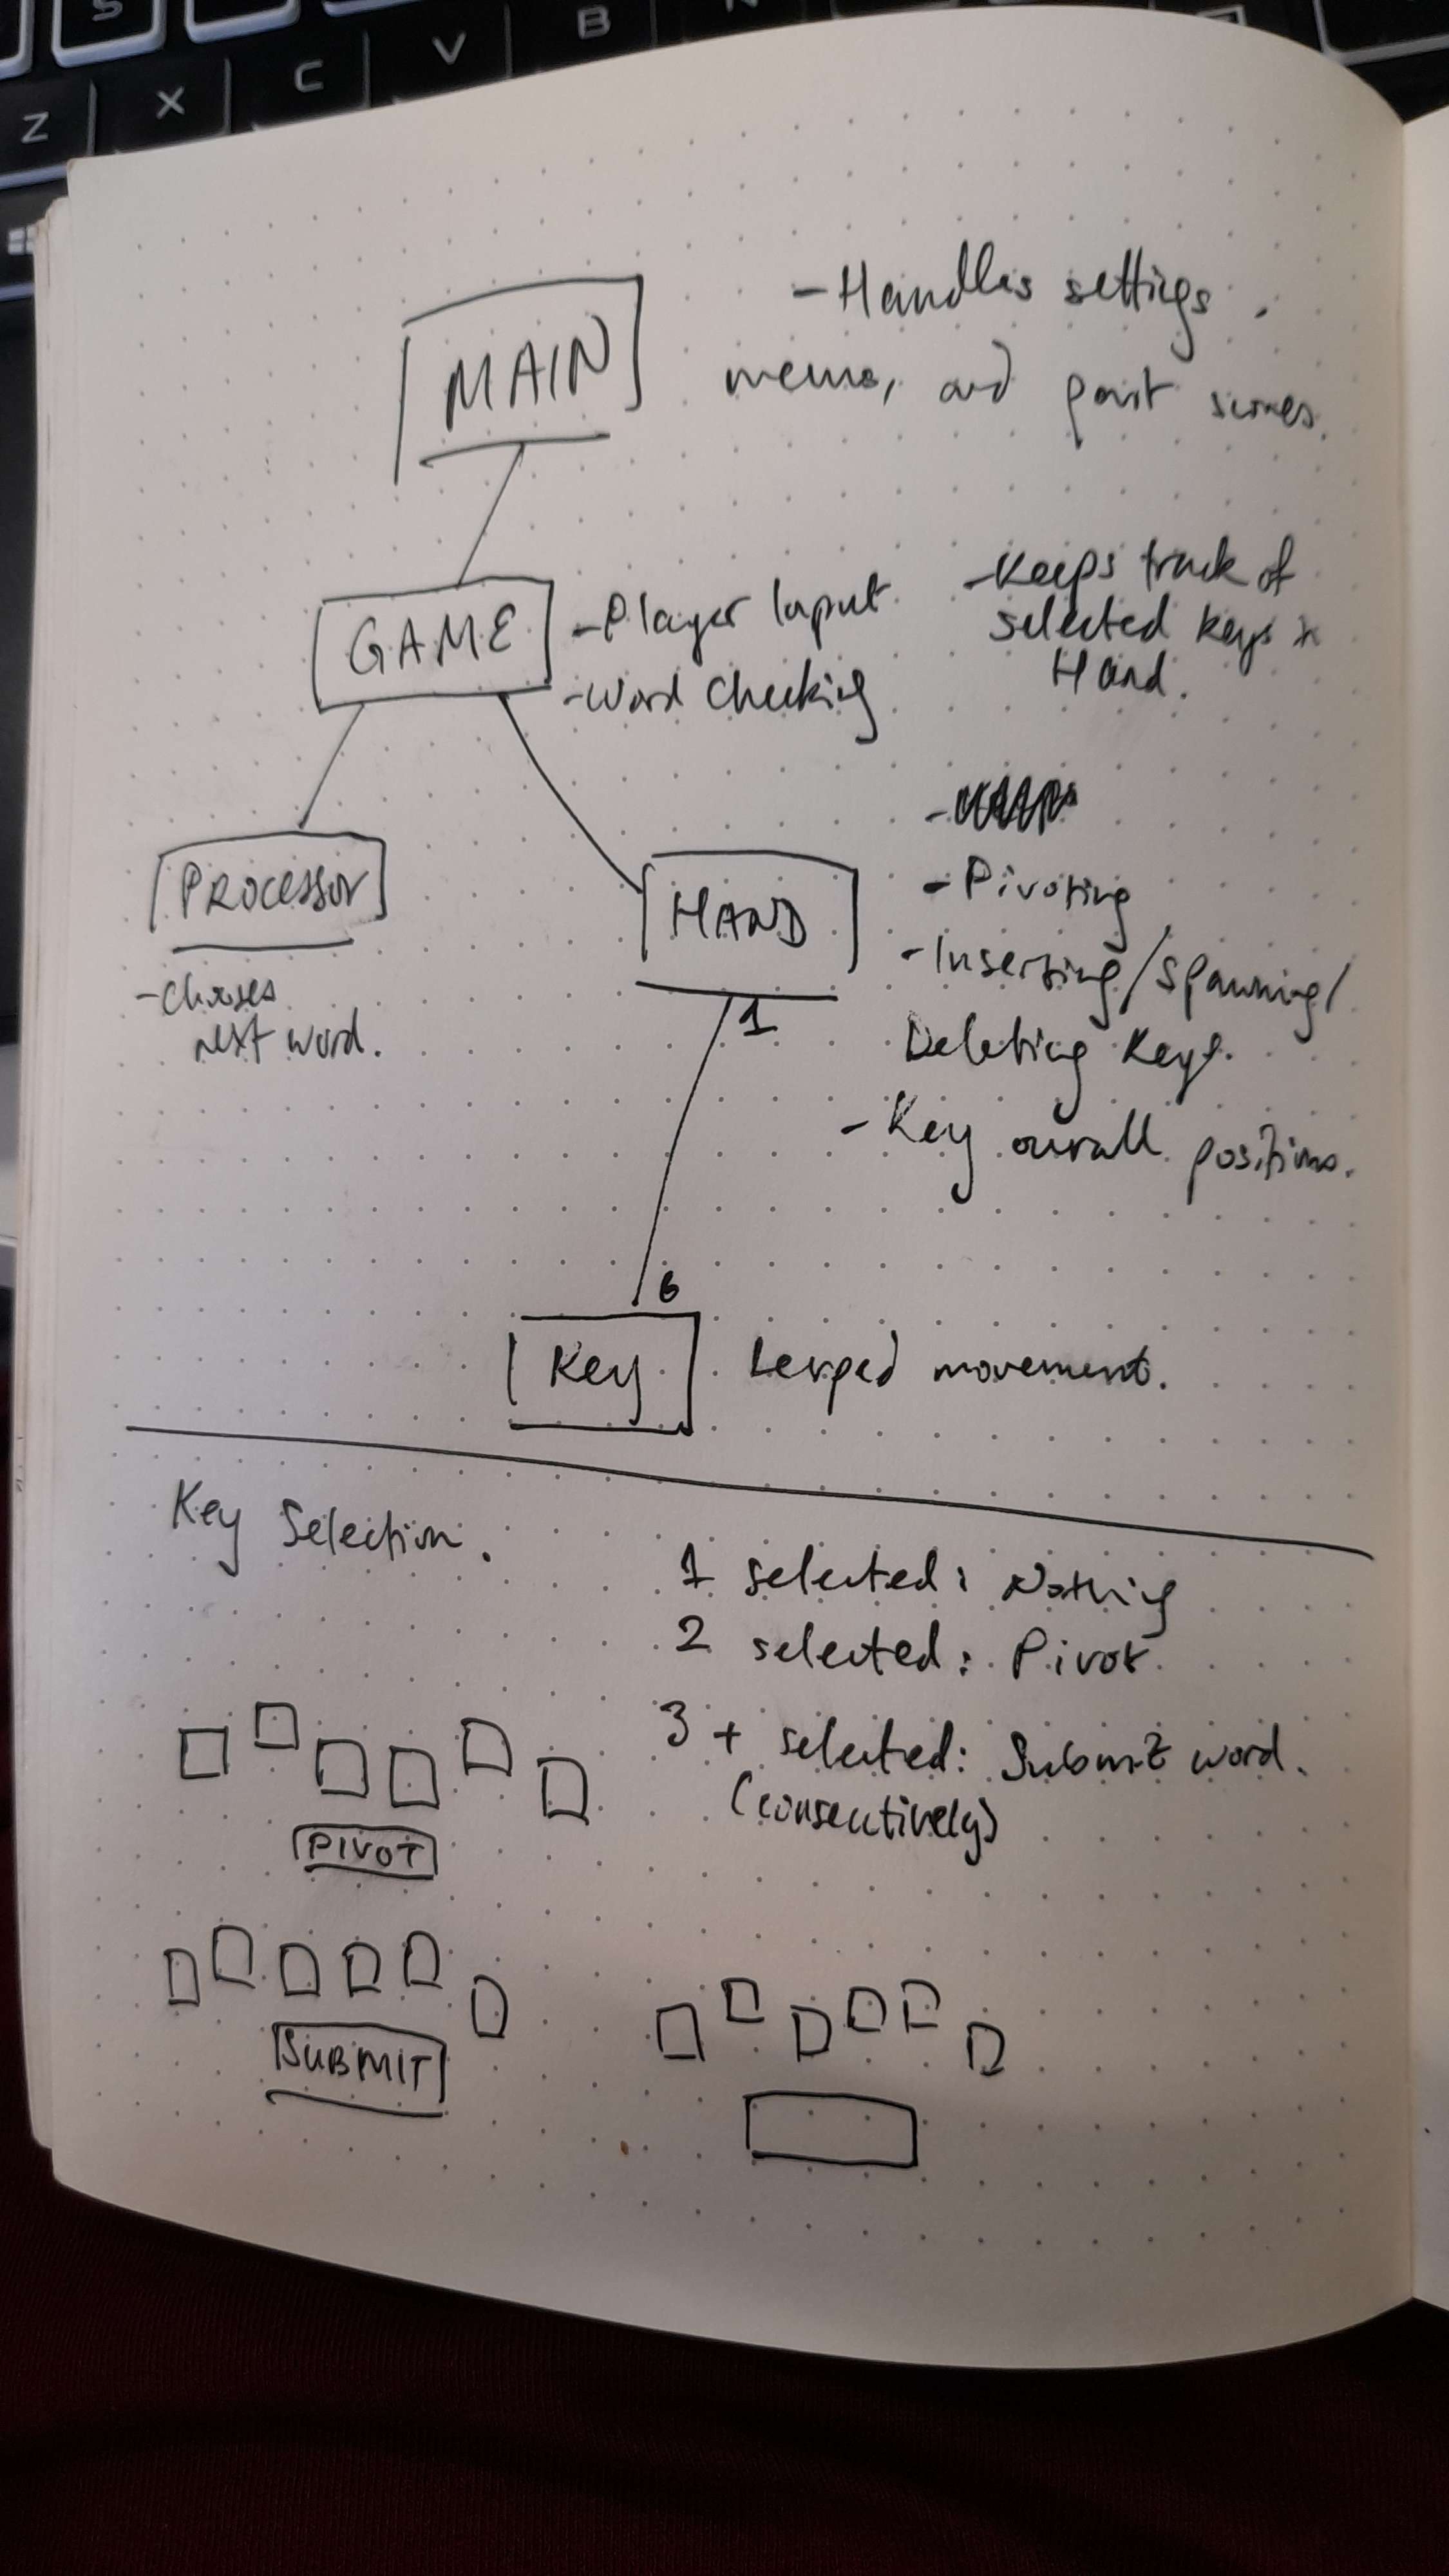 S
B
N
V
C
X
Z
MAIN
- Handles settings,
menus, and past scores.
GAME
- Player Input
- Word Checking
- Keeps track of
selected keys in
Hand.
PROCESSOR
- Chooses
next word.
HAND
- Pivoting
- Inserting/Spawning/
Deleting Keys.
- Key overall positions.
1
6
Key
Lerped movement.
Key Selection.
1 selected: Nothing
2 selected: Pivot.
3+ selected: Submit word.
(consecutively)
PIVOT
SUBMIT